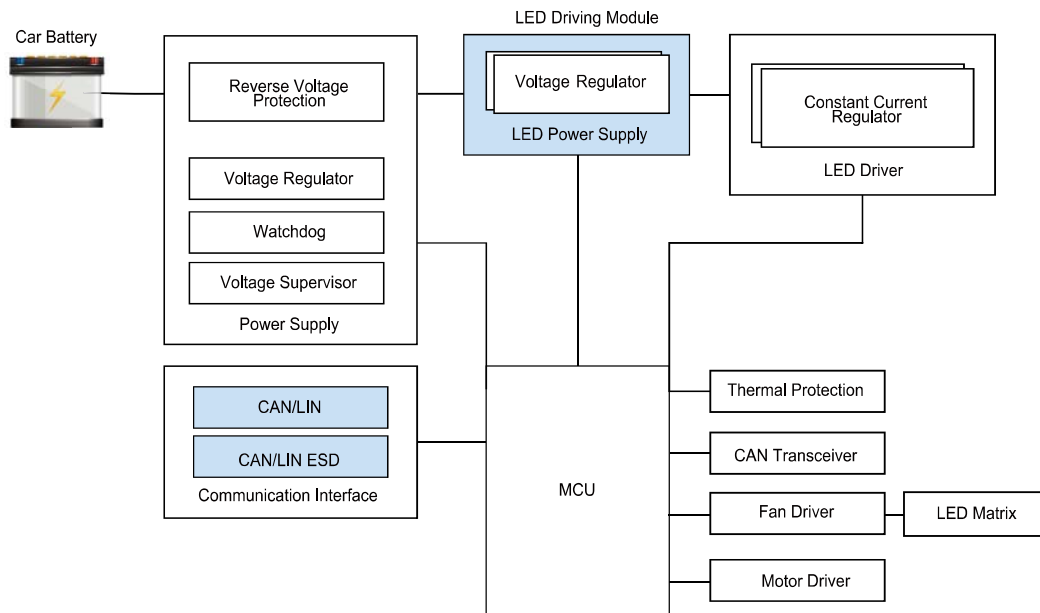 LED Driving Module
Car Battery
Reverse Voltage
Protection
Voltage Regulator
Watchdog
Voltage Supervisor
Power Supply
Voltage Regulator
LED Power Supply
Constant Current
Regulator
LED Driver
CAN/LIN
CAN/LIN ESD
Communication Interface
MCU
Thermal Protection
CAN Transceiver
Fan Driver
LED Matrix
Motor Driver